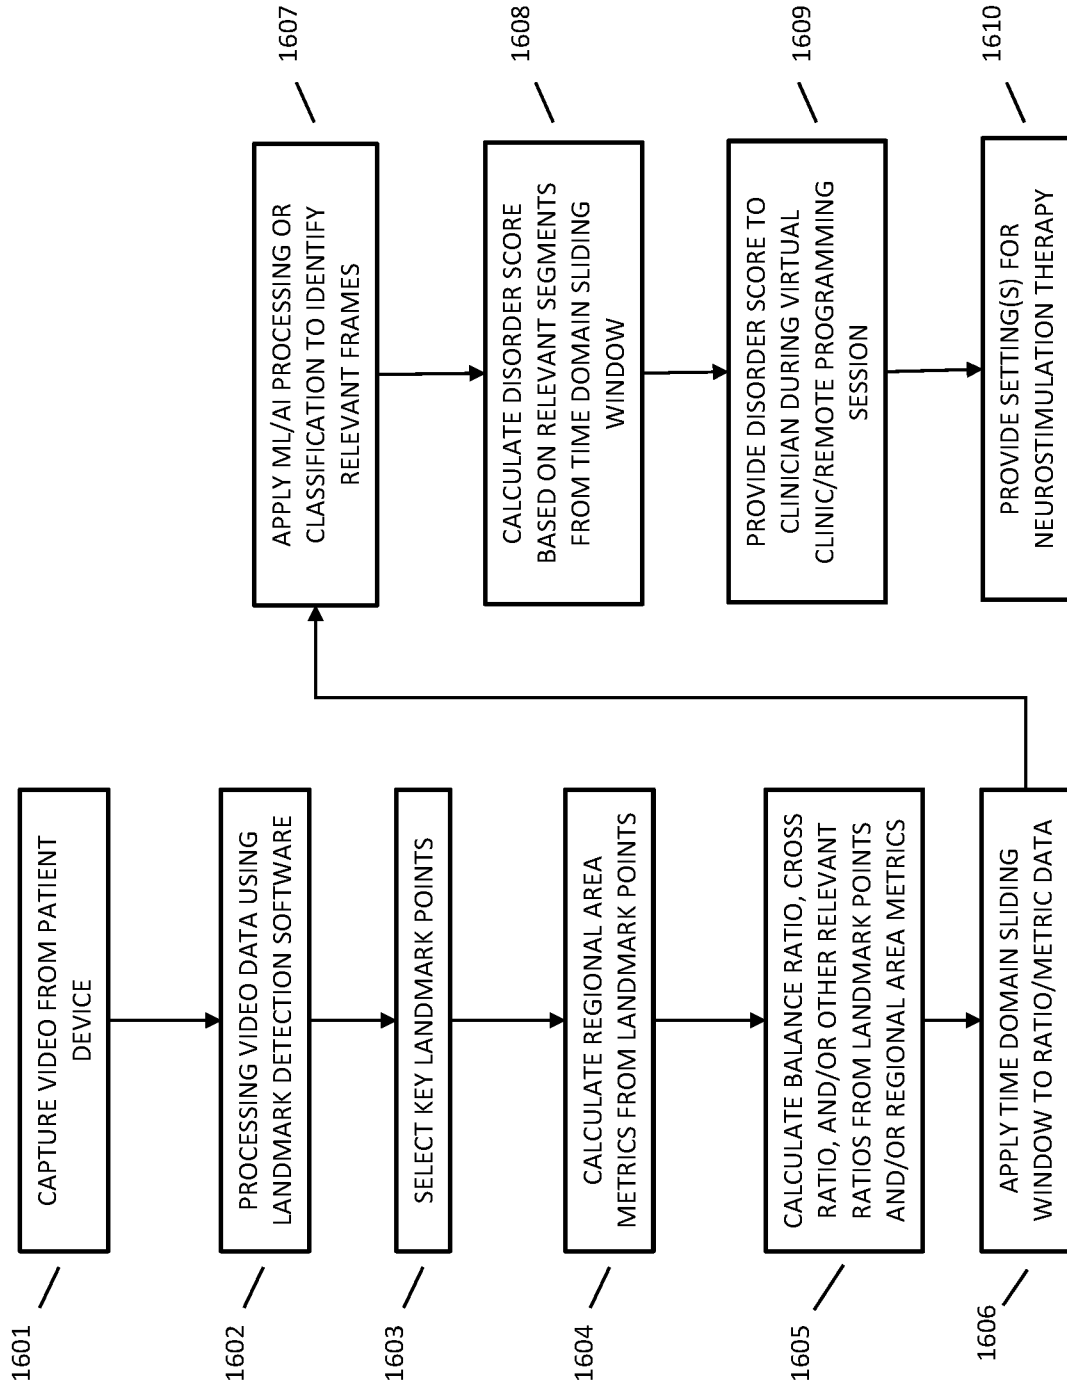 1601
CAPTURE VIDEO FROM PATIENT
DEVICE
1602
PROCESSING VIDEO DATA USING
LANDMARK DETECTION SOFTWARE
1603
SELECT KEY LANDMARK POINTS
1604
CALCULATE REGIONAL AREA
METRICS FROM LANDMARK POINTS
1605
CALCULATE BALANCE RATIO, CROSS
RATIO, AND/OR OTHER RELEVANT
RATIOS FROM LANDMARK POINTS
AND/OR REGIONAL AREA METRICS
1606
APPLY TIME DOMAIN SLIDING
WINDOW TO RATIO/METRIC DATA
1607
APPLY ML/AI PROCESSING OR
CLASSIFICATION TO IDENTIFY
RELEVANT FRAMES
1608
CALCULATE DISORDER SCORE
BASED ON RELEVANT SEGMENTS
FROM TIME DOMAIN SLIDING
WINDOW
1609
PROVIDE DISORDER SCORE TO
CLINICIAN DURING VIRTUAL
CLINIC/REMOTE PROGRAMMING
SESSION
1610
PROVIDE SETTING(S) FOR
NEUROSTIMULATION THERAPY